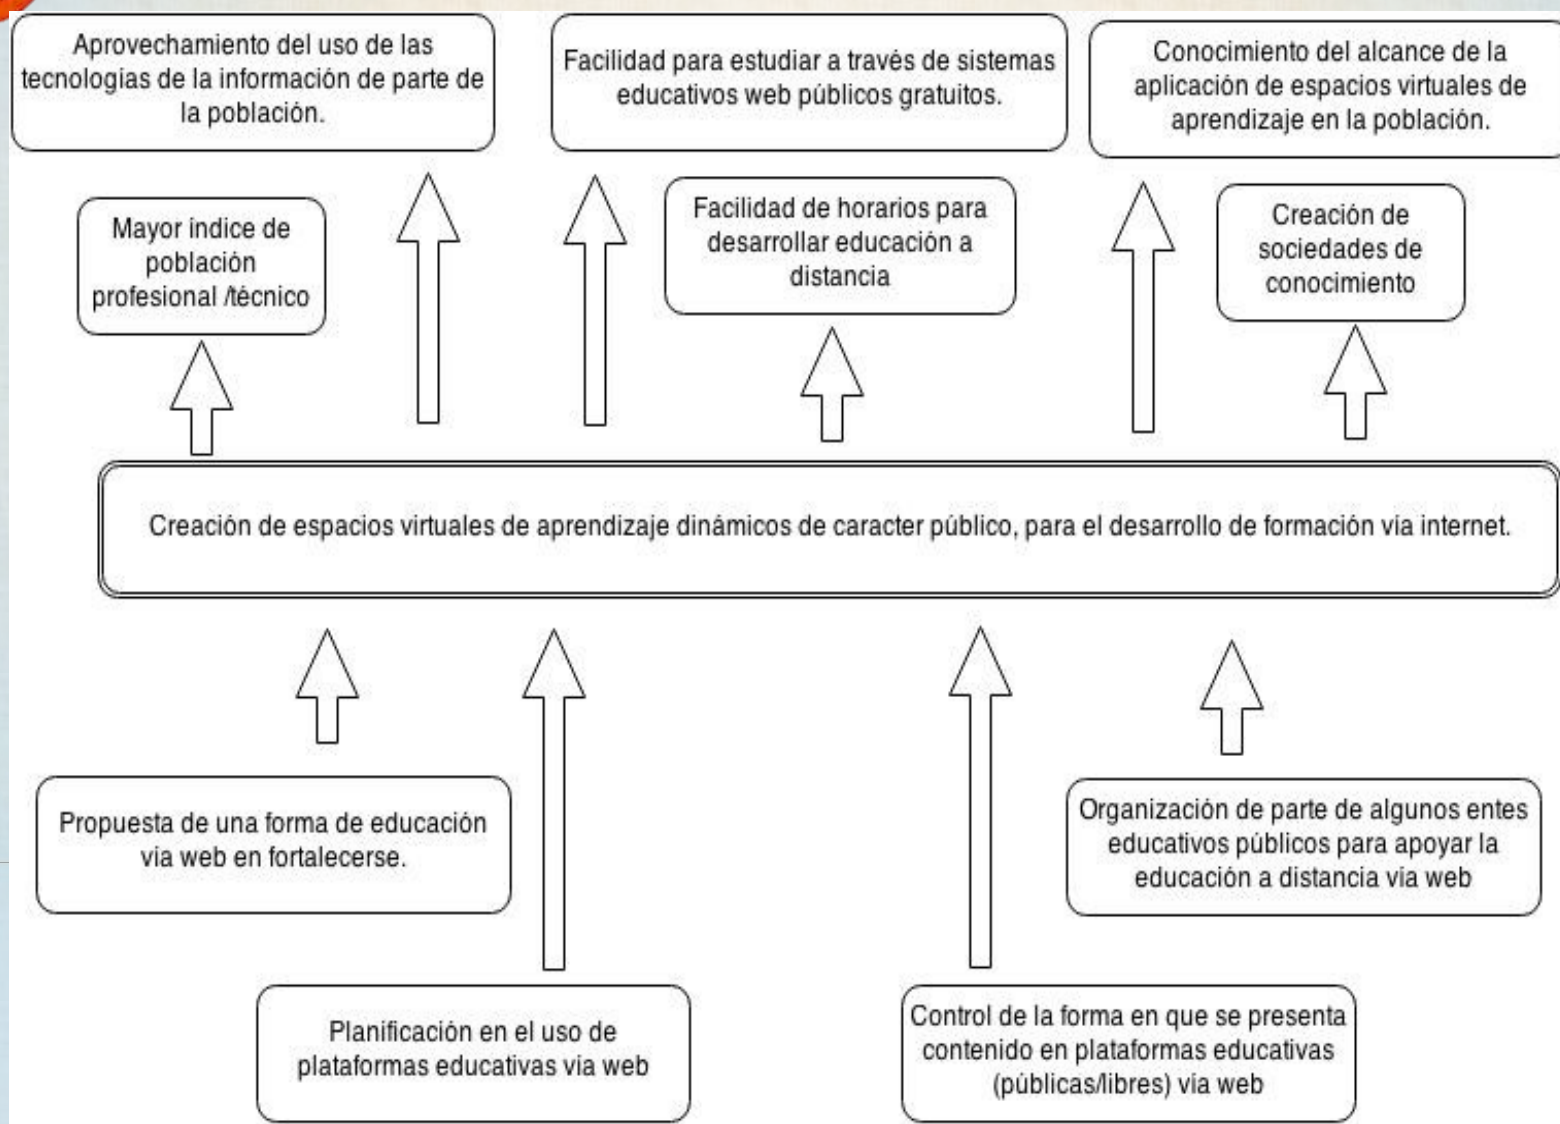 Aprovechamiento del uso de las
tecnologías de la información de parte de
la población.
Facilidad para estudiar a través de sistemas
educativos web públicos gratuitos.
Conocimiento del alcance de la
aplicación de espacios virtuales de
aprendizaje en la población.
Mayor índice de
población
profesional /técnico
Facilidad de horarios para
desarrollar educación a
distancia
Creación de
sociedades de
conocimiento
Creación de espacios virtuales de aprendizaje dinámicos de caracter público, para el desarrollo de formación vía internet.
Propuesta de una forma de educación
vía web en fortalecerse.
Organización de parte de algunos entes
educativos públicos para apoyar la
educación a distancia vía web
Planificación en el uso de
plataformas educativas vía web
Control de la forma en que se presenta
contenido en plataformas educativas
(públicas/libres) vía web